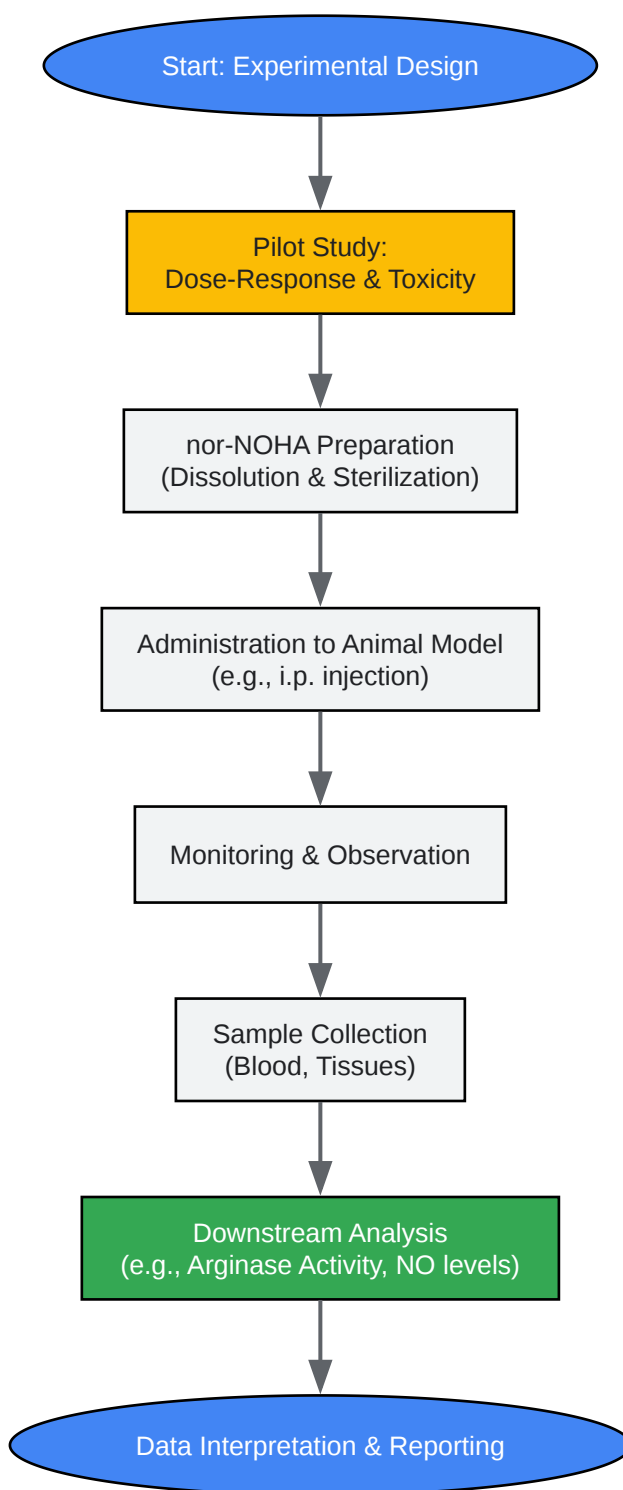 Start: Experimental Design
Pilot Study:
Dose-Response & Toxicity
nor-NOHA Preparation
(Dissolution & Sterilization)
Administration to Animal Model
(e.g., i.p. injection)
Monitoring & Observation
Sample Collection
(Blood, Tissues)
Downstream Analysis
(e.g., Arginase Activity, NO levels)
Data Interpretation & Reporting